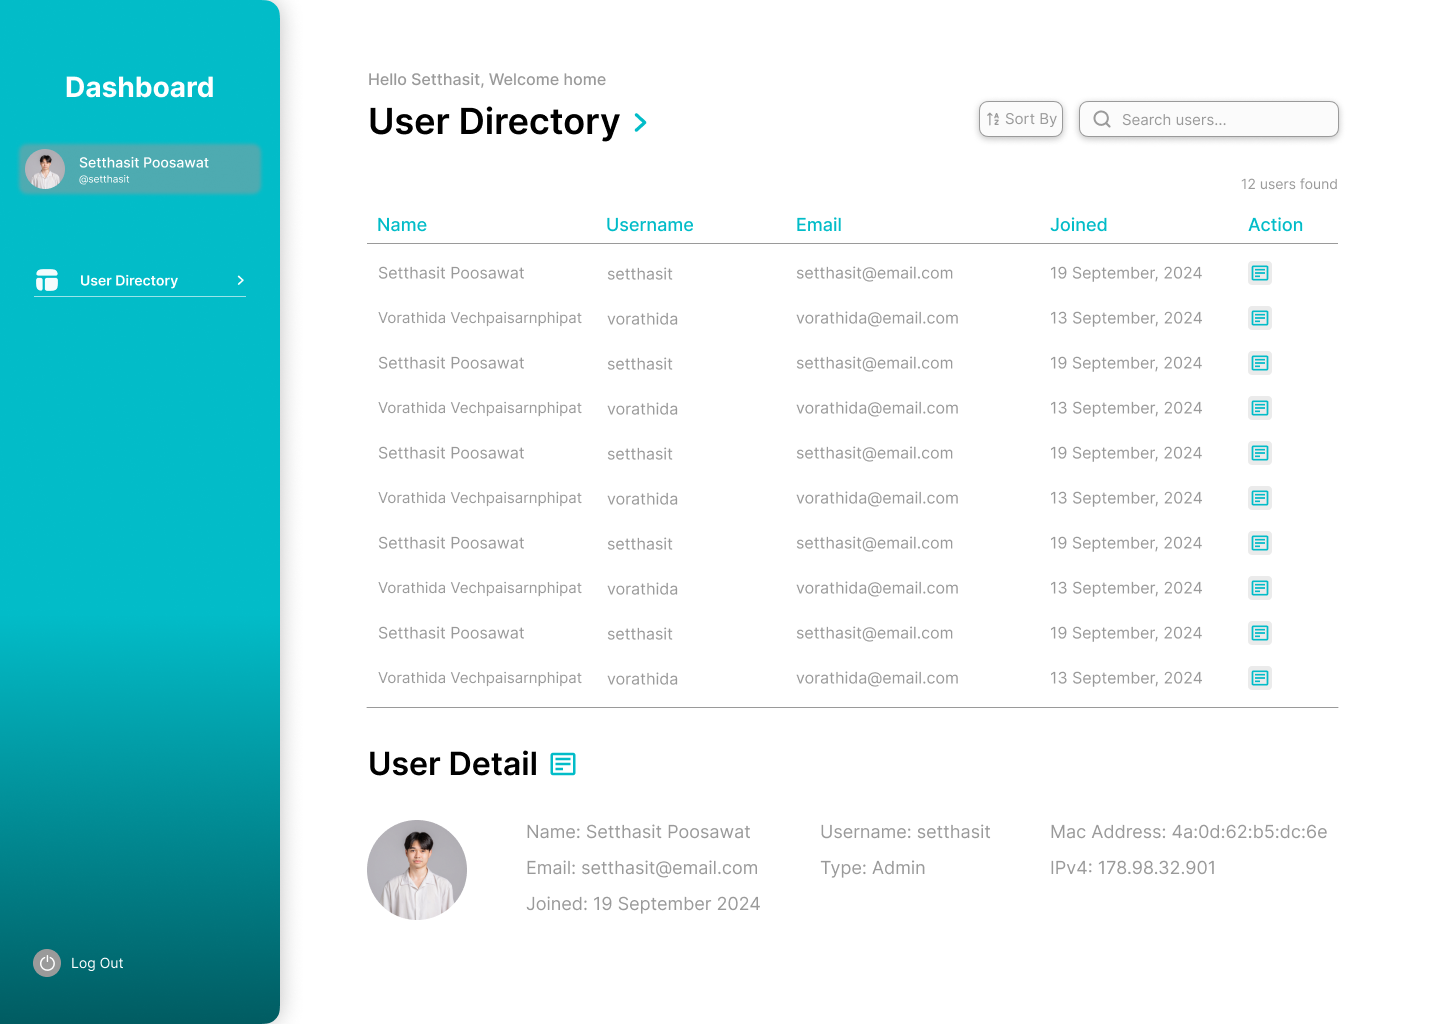 Dashboard
Setthasit Poosawat
@setthasit
User Directory
Log Out
Hello Setthasit, Welcome home
User Directory
Sort By
Search users...
12 users found
Name Username Email Joined Action
Setthasit Poosawat setthasit setthasit@email.com 19 September, 2024
Vorathida Vechpaisarnphipat vorathida vorathida@email.com 13 September, 2024
Setthasit Poosawat setthasit setthasit@email.com 19 September, 2024
Vorathida Vechpaisarnphipat vorathida vorathida@email.com 13 September, 2024
Setthasit Poosawat setthasit setthasit@email.com 19 September, 2024
Vorathida Vechpaisarnphipat vorathida vorathida@email.com 13 September, 2024
Setthasit Poosawat setthasit setthasit@email.com 19 September, 2024
Vorathida Vechpaisarnphipat vorathida vorathida@email.com 13 September, 2024
Setthasit Poosawat setthasit setthasit@email.com 19 September, 2024
Vorathida Vechpaisarnphipat vorathida vorathida@email.com 13 September, 2024
User Detail
Name: Setthasit Poosawat Username: setthasit Mac Address: 4a:0d:62:b5:dc:6e
Email: setthasit@email.com Type: Admin IPv4: 178.98.32.901
Joined: 19 September 2024